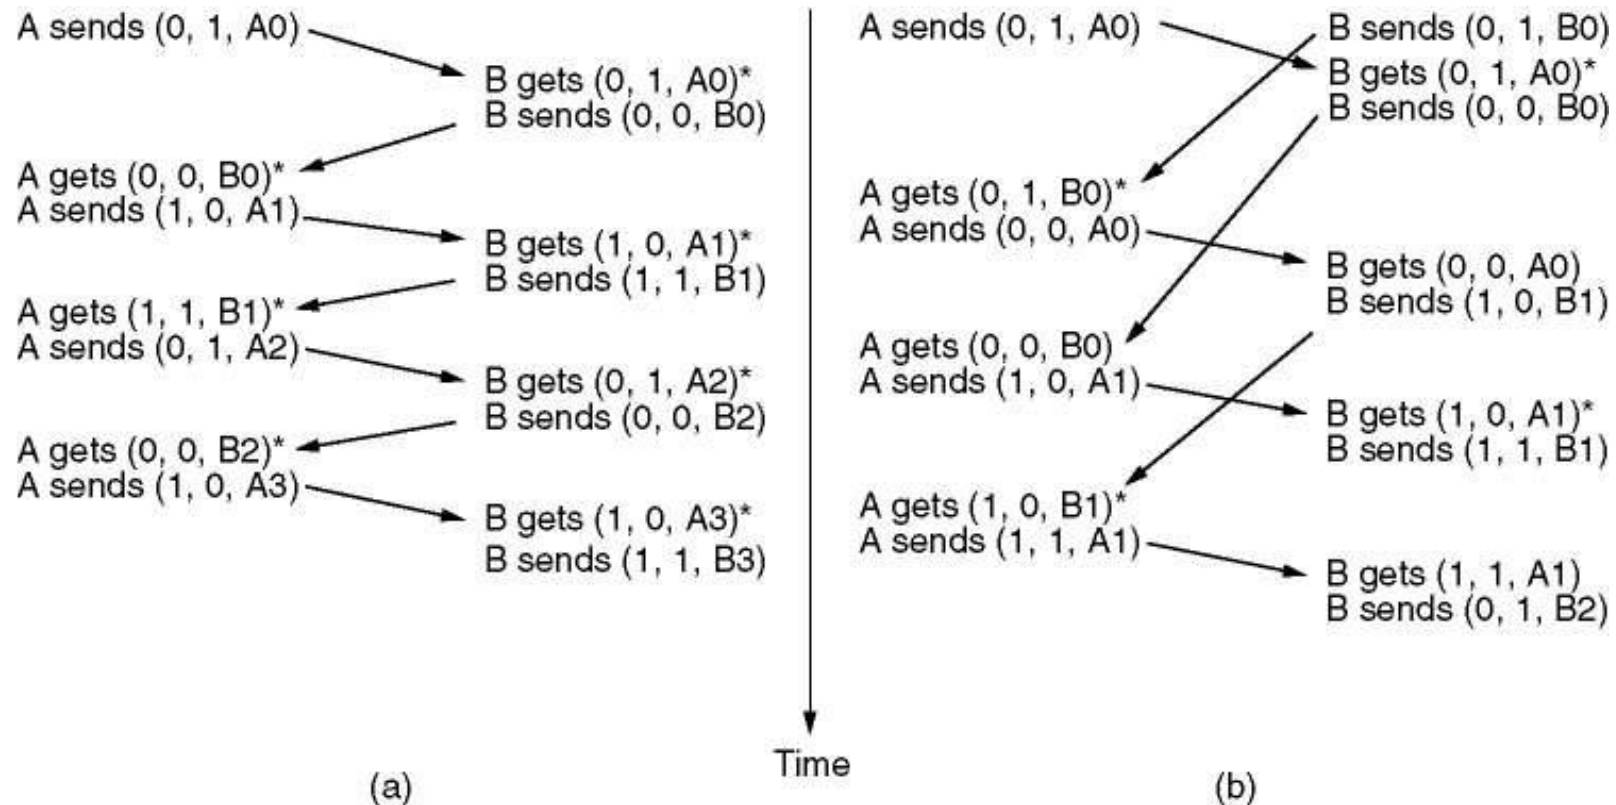 A sends (0, 1, A0)
B gets (0, 1, A0)*
B sends (0, 0, B0)
A gets (0, 0, B0)*
A sends (1, 0, A1)
B gets (1, 0, A1)*
B sends (1, 1, B1)
A gets (1, 1, B1)*
A sends (0, 1, A2)
B gets (0, 1, A2)*
B sends (0, 0, B2)
A gets (0, 0, B2)*
A sends (1, 0, A3)
B gets (1, 0, A3)*
B sends (1, 1, B3)
(a)
Time
A sends (0, 1, A0)
B sends (0, 1, B0)
B gets (0, 1, A0)*
B sends (0, 0, B0)
A gets (0, 1, B0)*
A sends (0, 0, A0)
B gets (0, 0, A0)
B sends (1, 0, B1)
A gets (0, 0, B0)
A sends (1, 0, A1)
B gets (1, 0, A1)*
B sends (1, 1, B1)
A gets (1, 0, B1)*
A sends (1, 1, A1)
B gets (1, 1, A1)
B sends (0, 1, B2)
(b)